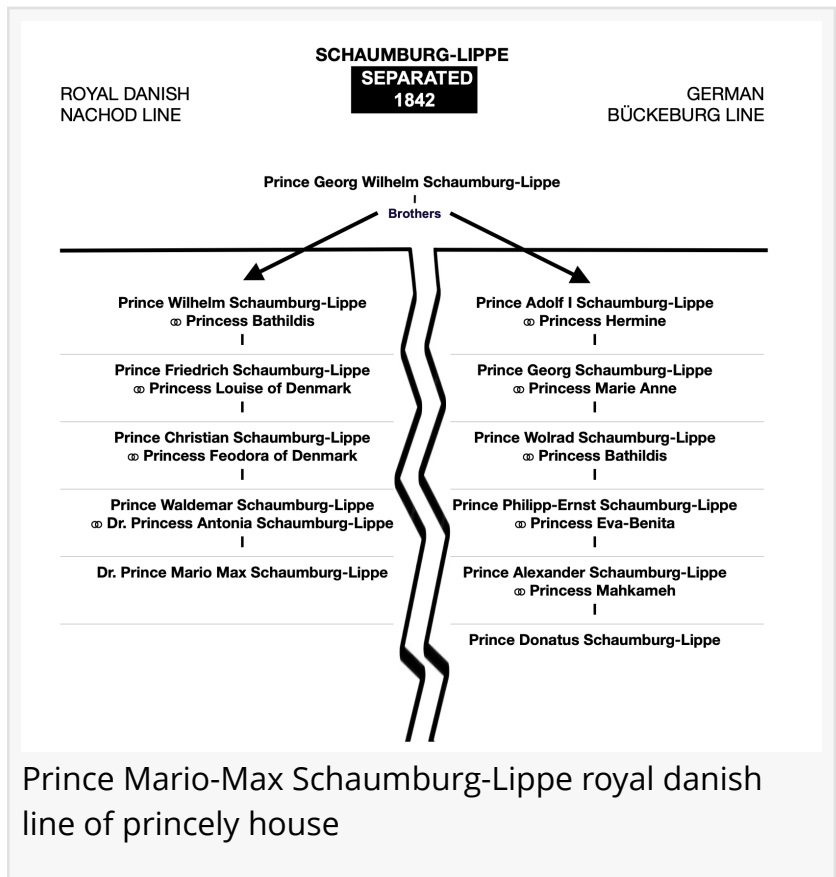 SCHAUMBURG-LIPPE
SEPARATED
1842
ROYAL DANISH
NACHOD LINE
GERMAN
BÜCKEBURG LINE
Prince Georg Wilhelm Schaumburg-Lippe
Brothers
Prince Wilhelm Schaumburg-Lippe
⚭ Princess Bathildis
Prince Friedrich Schaumburg-Lippe
⚭ Princess Louise of Denmark
Prince Christian Schaumburg-Lippe
⚭ Princess Feodora of Denmark
Prince Waldemar Schaumburg-Lippe
⚭ Dr. Princess Antonia Schaumburg-Lippe
Dr. Prince Mario Max Schaumburg-Lippe
Prince Adolf I Schaumburg-Lippe
⚭ Princess Hermine
Prince Georg Schaumburg-Lippe
⚭ Princess Marie Anne
Prince Wolrad Schaumburg-Lippe
⚭ Princess Bathildis
Prince Philipp-Ernst Schaumburg-Lippe
⚭ Princess Eva-Benita
Prince Alexander Schaumburg-Lippe
⚭ Princess Mahkameh
Prince Donatus Schaumburg-Lippe
Prince Mario-Max Schaumburg-Lippe royal danish
line of princely house